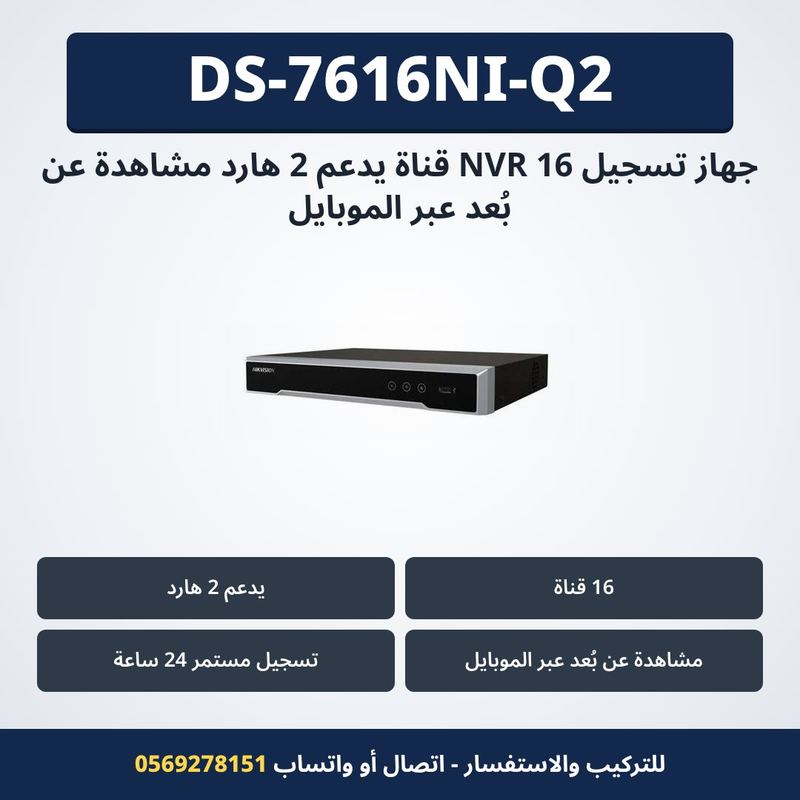 DS-7616NI-Q2
جهاز تسجيل NVR 16 قناة يدعم 2 هارد مشاهدة عن
بُعد عبر الموبايل
HIKVISION
16 قناة
يدعم 2 هارد
مشاهدة عن بُعد عبر الموبايل
تسجيل مستمر 24 ساعة
للتركيب والاستفسار - اتصال أو واتساب 0569278151